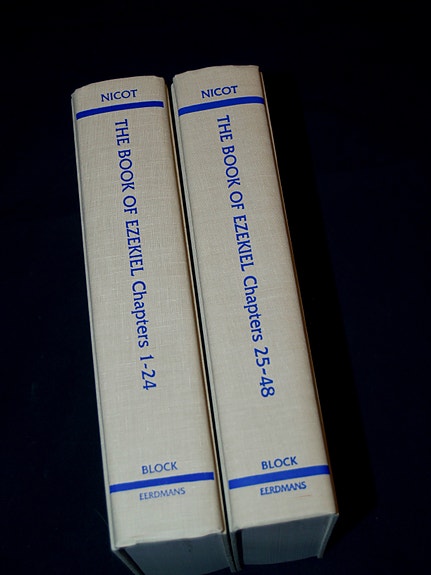 NICOT
THE BOOK OF EZEKIEL Chapters 1-24
BLOCK
EERDMANS
NICOT
THE BOOK OF EZEKIEL Chapters 25-48
BLOCK
EERDMANS